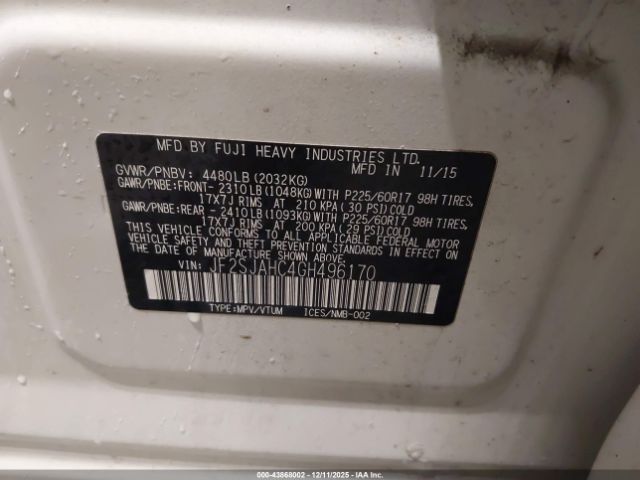 MFD BY FUJI HEAVY INDUSTRIES LTD.
GVWR/PNBV: 4480LB (2032KG) MFD IN 11/15
GAWR/PNBE:FRONT- 2310LB(1048KG)WITH P225/60R17 98H TIRES,
17X7J RIMS AT 210 KPA(30 PSI)COLD
GAWR/PNBE:REAR - 2410LB(1093KG)WITH P225/60R17 98H TIRES,
17X7J RIMS AT 200 KPA(29 PSI)COLD
THIS VEHICLE CONFORMS TO ALL APPLICABLE FEDERAL MOTOR
VEHICLE SAFETY, THEFT PREVENTION STANDARDS IN EFFECT ON
THE DATE OF MANUFACTURE SHOWN ABOVE.
VIN: JF2SJAHC4GH496170
TYPE:MPV/VTUM ICES/NMB-002
000-43868002 - 12/11/2025 - IAAI.com